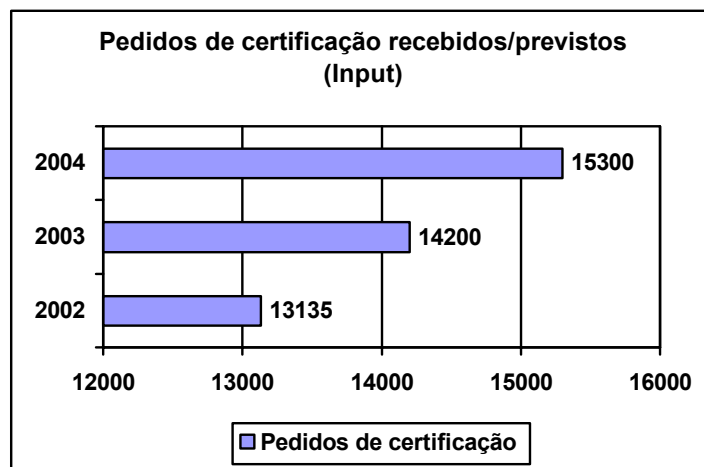 Pedidos de certificação recebidos/previstos
(Input)
2004
15300
2003
14200
2002
13135
12000 13000 14000 15000 16000
Pedidos de certificação